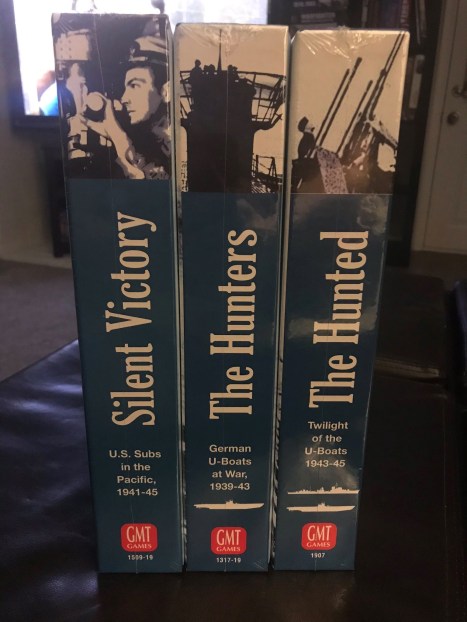 Silent Victory
U.S. Subs
in the
Pacific,
1941-45
GMT
GAMES
1509-19
The Hunters
German
U-Boats
at War,
1939-43
GMT
GAMES
1317-19
The Hunted
Twilight
of the
U-Boats
1943-45
GMT
GAMES
1907